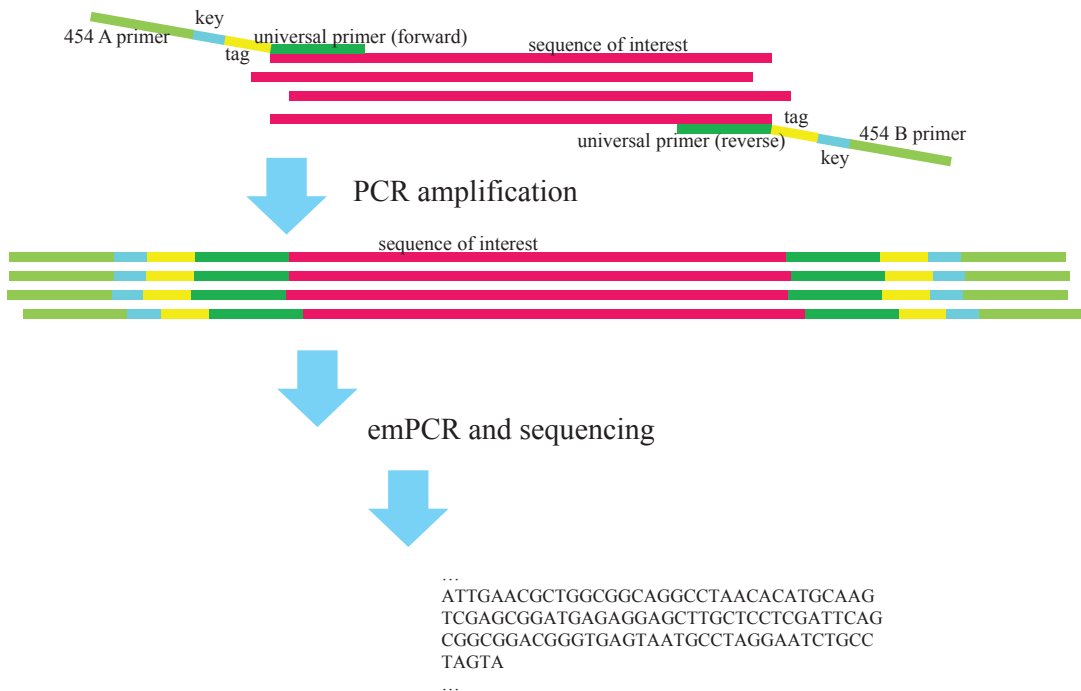 key
454 A primer
universal primer (forward)
sequence of interest
tag
tag
universal primer (reverse)
454 B primer
key
PCR amplification
sequence of interest
emPCR and sequencing
…
ATTGAACGCTGGCGGCAGGCCTAACACATGCAAG
TCGAGCGGATGAGAGGAGCTTGCTCCTCGATTCAG
CGGCGGACGGGTGAGTAATGCCTAGGAATCTGCC
TAGTA
…